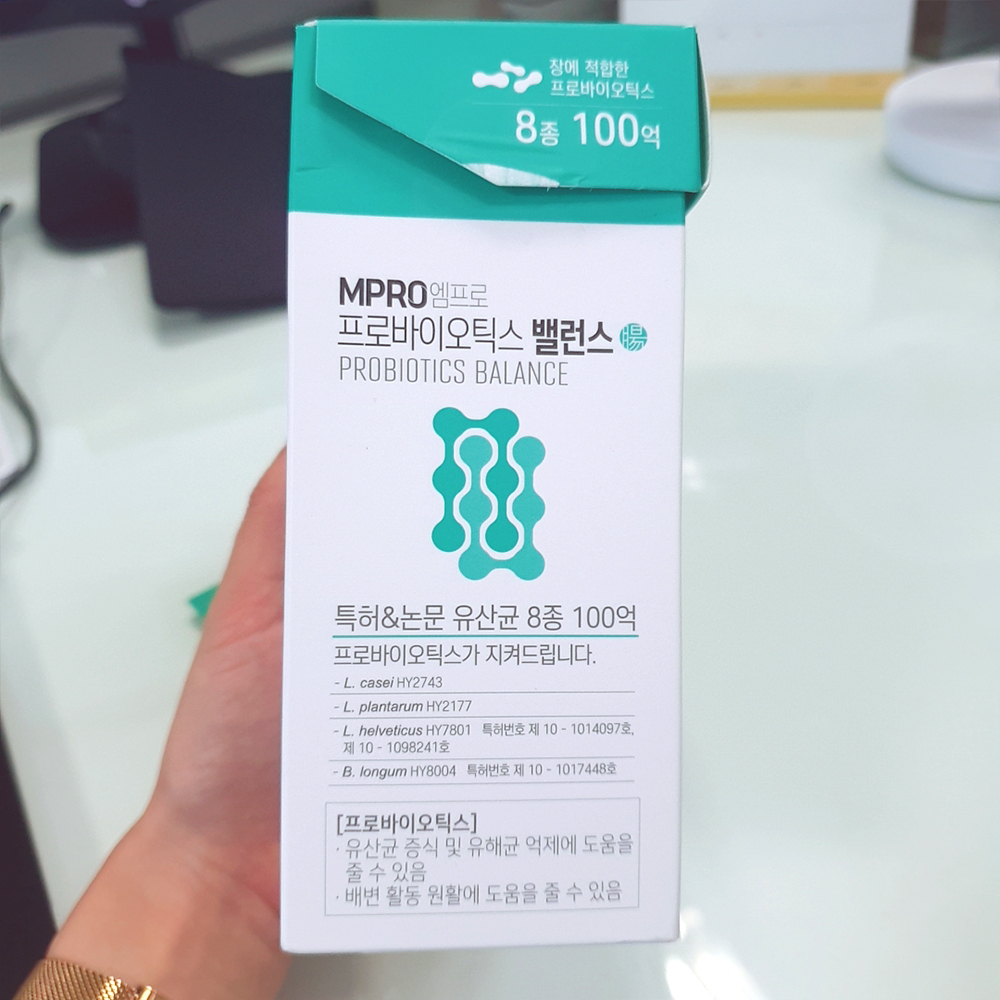 장에 적합한
프로바이오틱스
8종 100억
MPRO엠프로
프로바이오틱스 밸런스 腸
PROBIOTICS BALANCE
특허&논문 유산균 8종 100억
프로바이오틱스가 지켜드립니다.
- L. casei HY2743
- L. plantarum HY2177
- L. helveticus HY7801 특허번호 제 10 - 1014097호,
제 10 - 1098241호
- B. longum HY8004 특허번호 제 10 - 1017448호
[프로바이오틱스]
· 유산균 증식 및 유해균 억제에 도움을
줄 수 있음
· 배변 활동 원활에 도움을 줄 수 있음